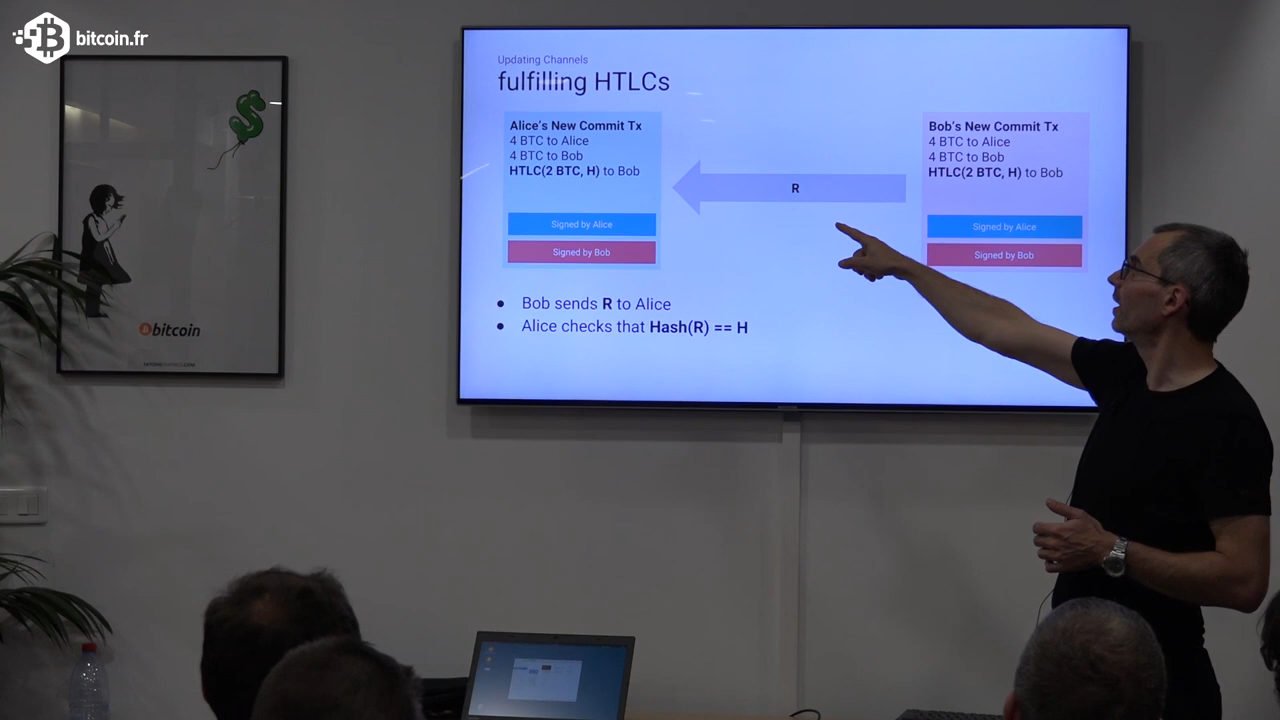 bitcoin.fr
Updating Channels
fulfilling HTLCs
Alice's New Commit Tx
4 BTC to Alice
4 BTC to Bob
HTLC(2 BTC, H) to Bob
Signed by Alice
Signed by Bob
R
Bob's New Commit Tx
4 BTC to Alice
4 BTC to Bob
HTLC(2 BTC, H) to Bob
Signed by Alice
Signed by Bob
• Bob sends R to Alice
• Alice checks that Hash(R) == H
bitcoin